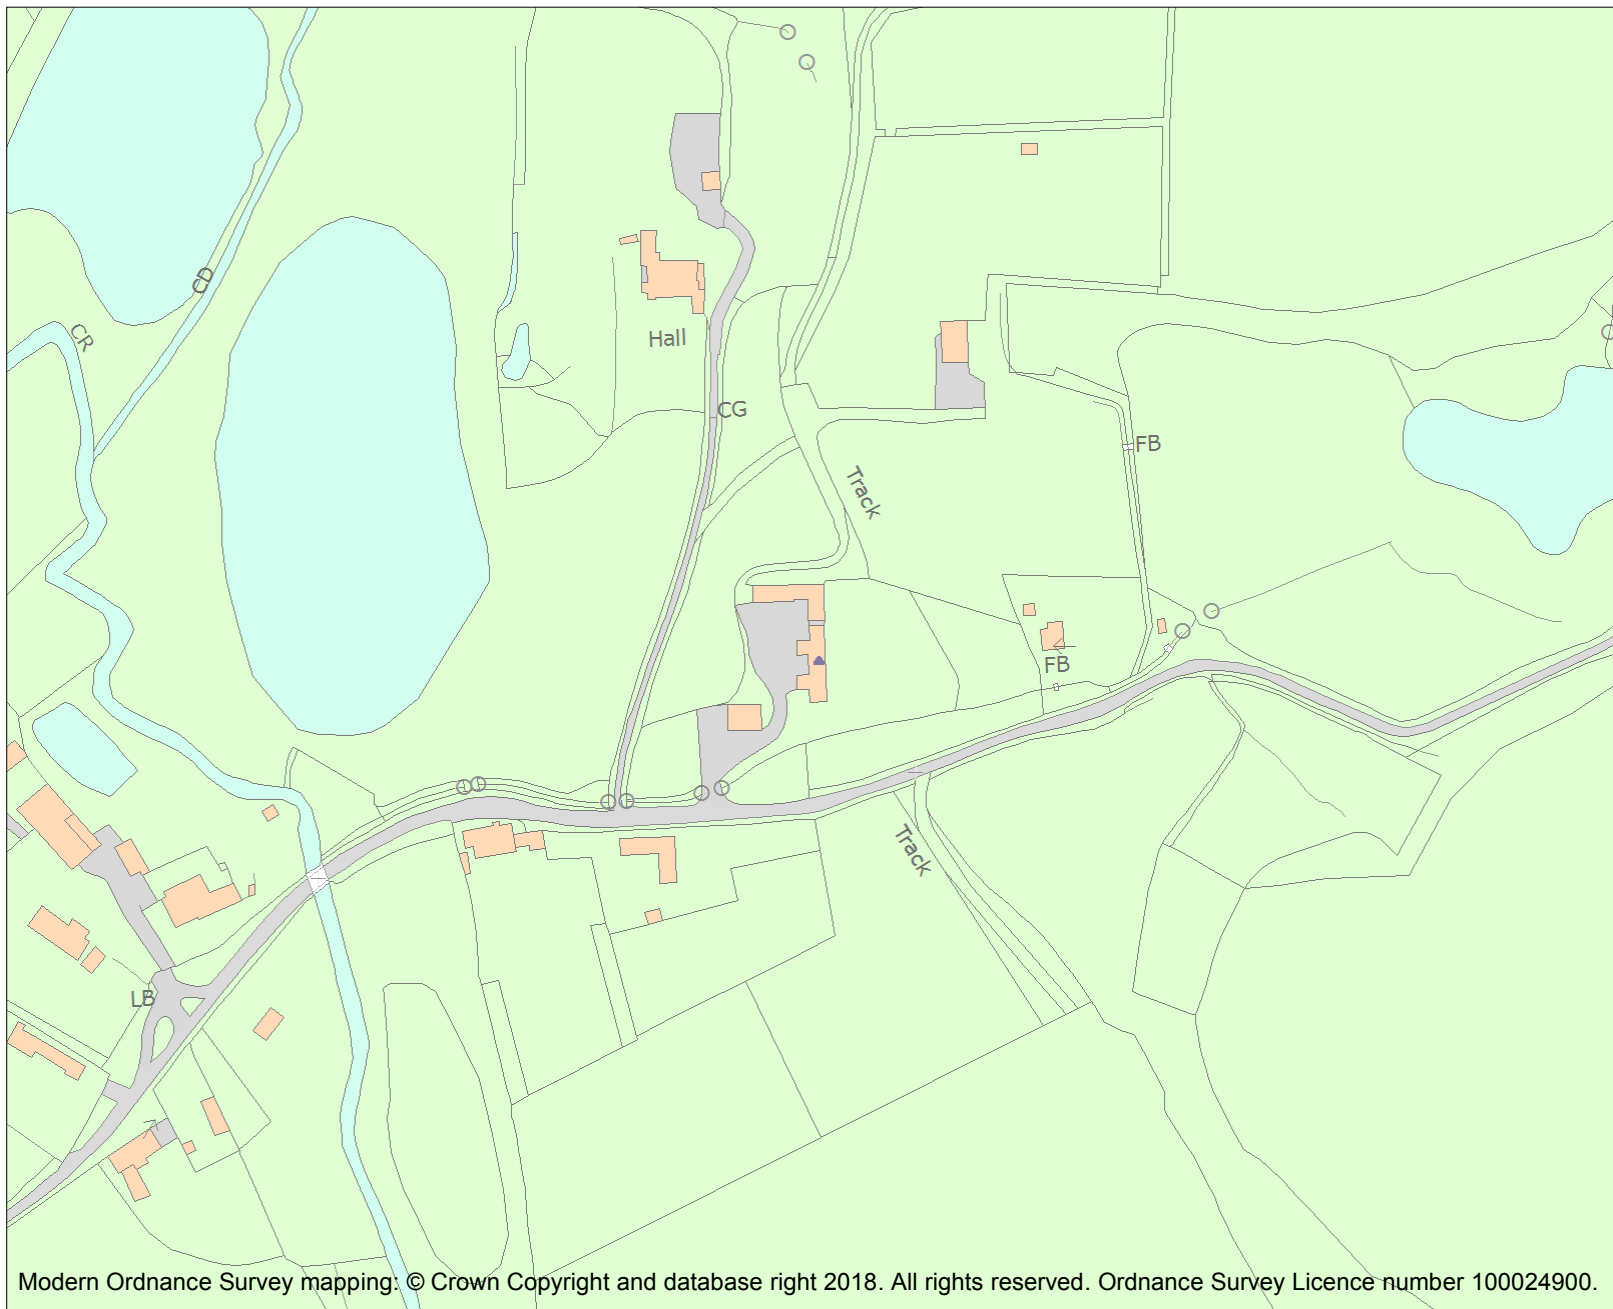 CD
CR
Hall
CG
FB
Track
FB
Track
LB
Modern Ordnance Survey mapping: © Crown Copyright and database right 2018. All rights reserved. Ordnance Survey Licence number 100024900.